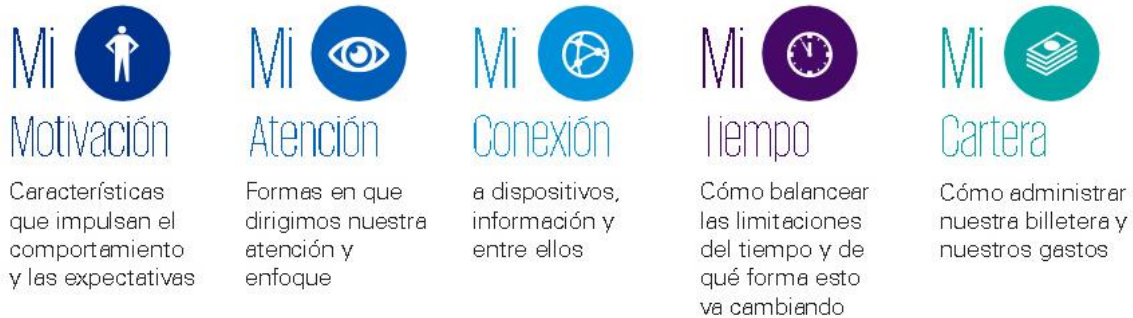 Mi
Motivación
Características
que impulsan el
comportamiento
y las expectativas
Mi
Atención
Formas en que
dirigimos nuestra
atención y
enfoque
Mi
Conexión
a dispositivos,
información y
entre ellos
Mi
Tiempo
Cómo balancear
las limitaciones
del tiempo y de
qué forma esto
va cambiando
Mi
Cartera
Cómo administrar
nuestra billetera y
nuestros gastos